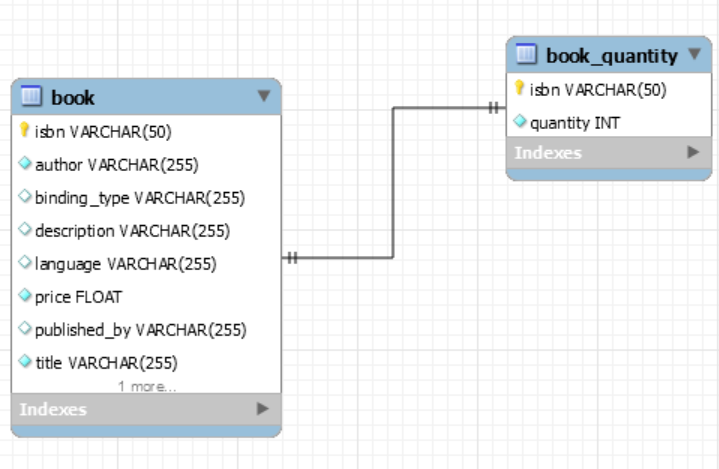 book
isbn VARCHAR(50)
author VARCHAR(255)
binding_type VARCHAR(255)
description VARCHAR(255)
language VARCHAR(255)
price FLOAT
published_by VARCHAR(255)
title VARCHAR(255)
1 more...
Indexes
book_quantity
isbn VARCHAR(50)
quantity INT
Indexes